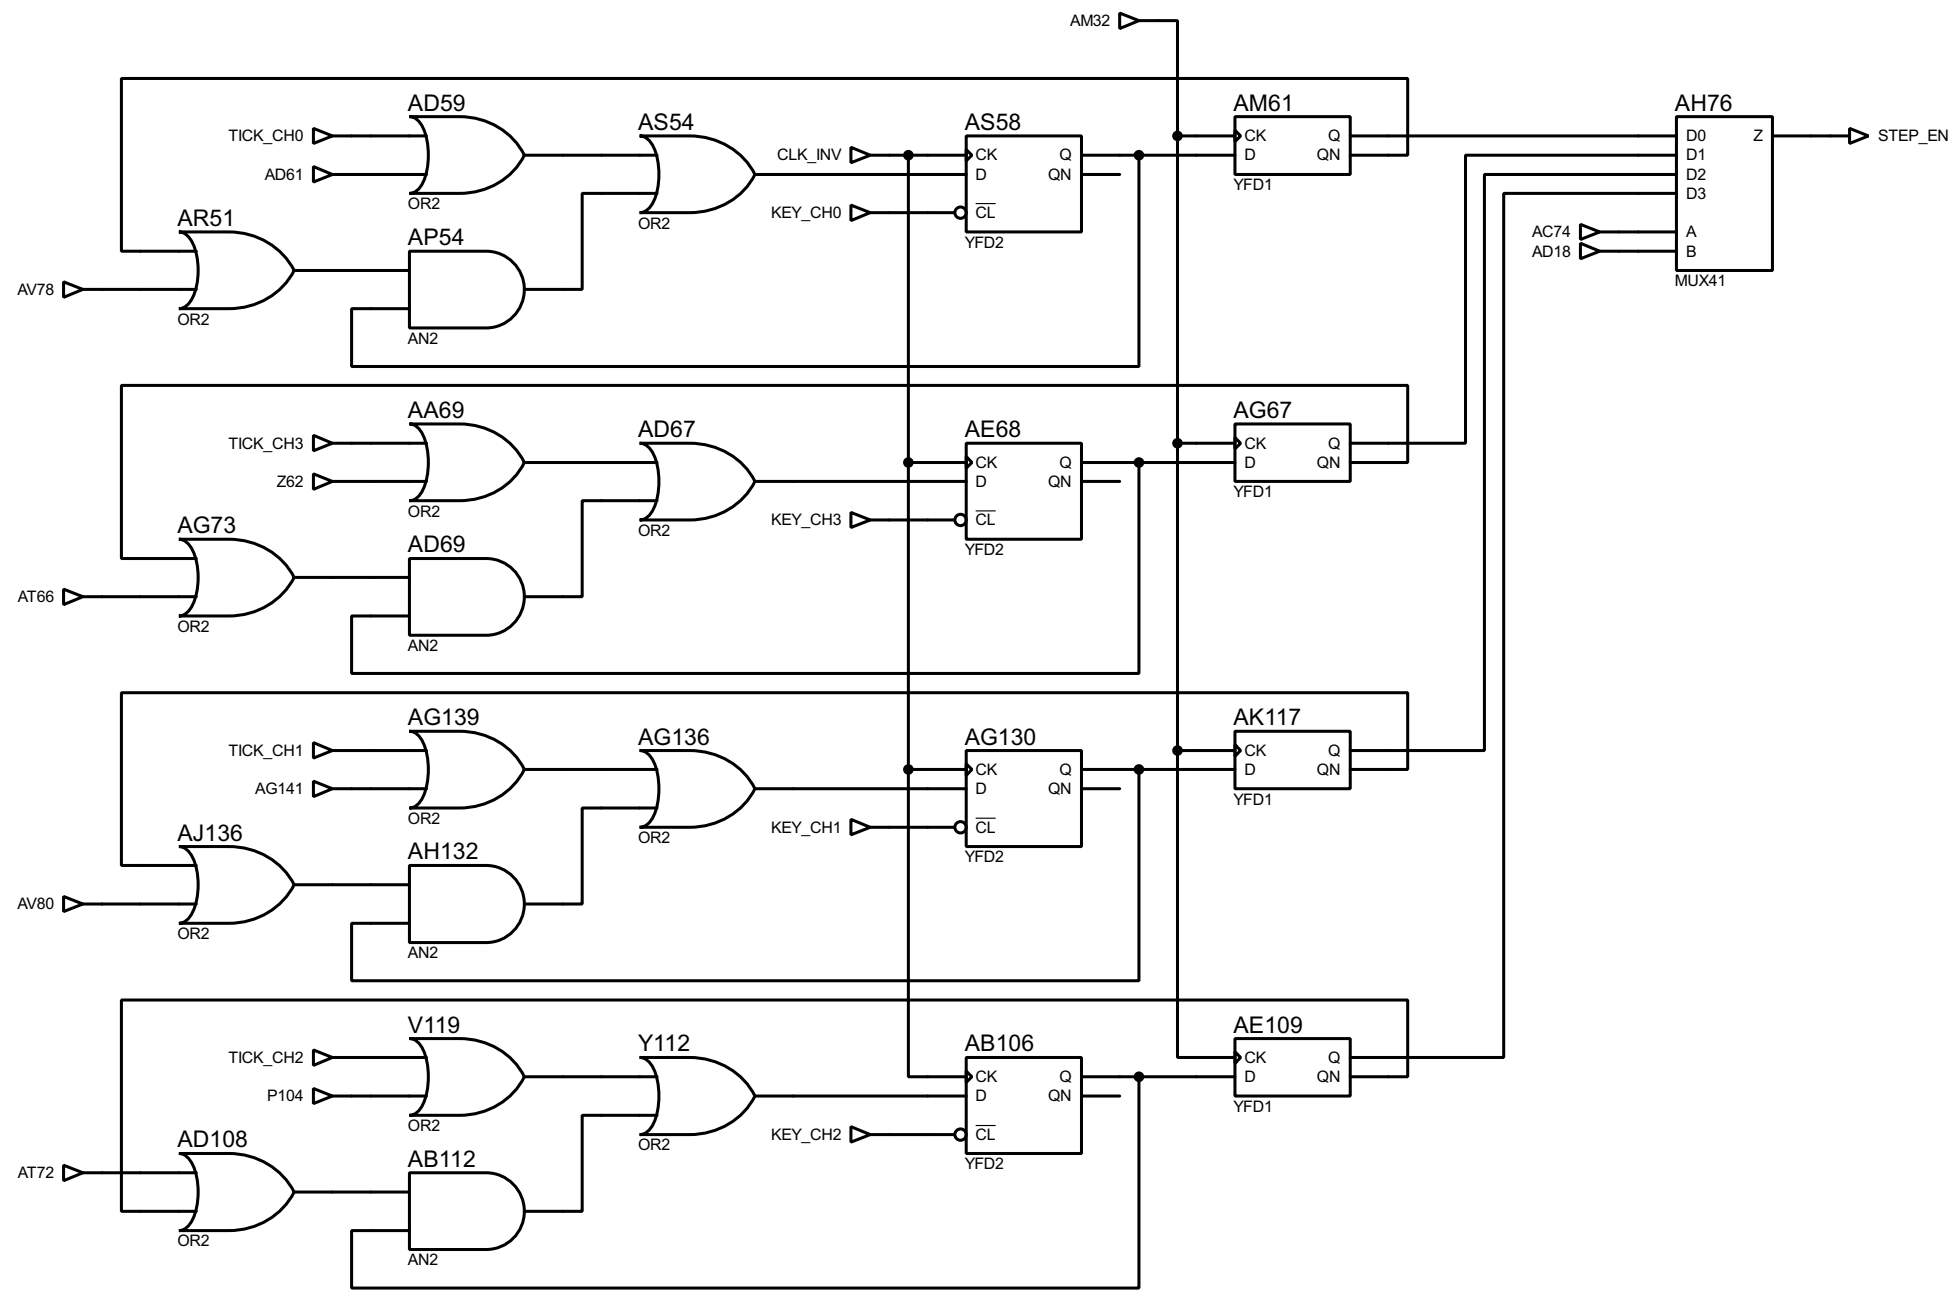 AM32
AD59
TICK_CH0
AD61
OR2
AS54
OR2
CLK_INV
KEY_CH0
AS58
CK Q
D QN
CL
YFD2
AM61
CK Q
D QN
YFD1
AH76
D0 Z
D1
D2
D3
A
B
MUX41
STEP_EN
AC74
AD18
AR51
AV78
OR2
AP54
AN2
AA69
TICK_CH3
Z62
OR2
AD67
OR2
KEY_CH3
AE68
CK Q
D QN
CL
YFD2
AG67
CK Q
D QN
YFD1
AG73
AT66
OR2
AD69
AN2
AG139
TICK_CH1
AG141
OR2
AG136
OR2
KEY_CH1
AG130
CK Q
D QN
CL
YFD2
AK117
CK Q
D QN
YFD1
AJ136
AV80
OR2
AH132
AN2
V119
TICK_CH2
P104
OR2
Y112
OR2
KEY_CH2
AB106
CK Q
D QN
CL
YFD2
AE109
CK Q
D QN
YFD1
AD108
AT72
OR2
AB112
AN2